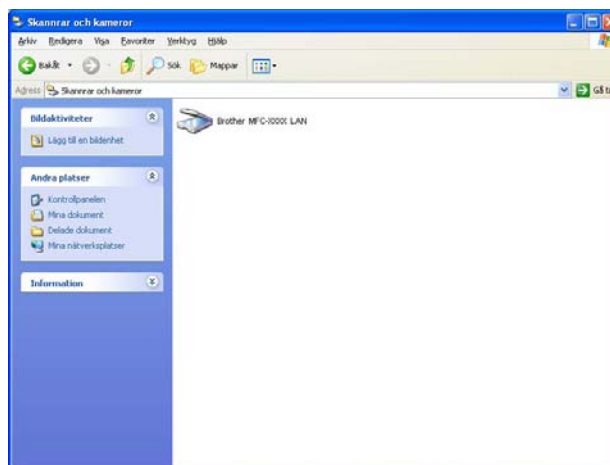 Skannrar och kameror
Arkiv Redigera Visa Favoriter Verktyg Hjälp
Bakåt Sök Mappar
Adress Skannrar och kameror Gå ti
Bildaktiviteter
Lägg till en bildenhet
Andra platser
Kontrollpanelen
Mina dokument
Delade dokument
Mina nätverksplatser
Information
Brother MFC-XXXX LAN